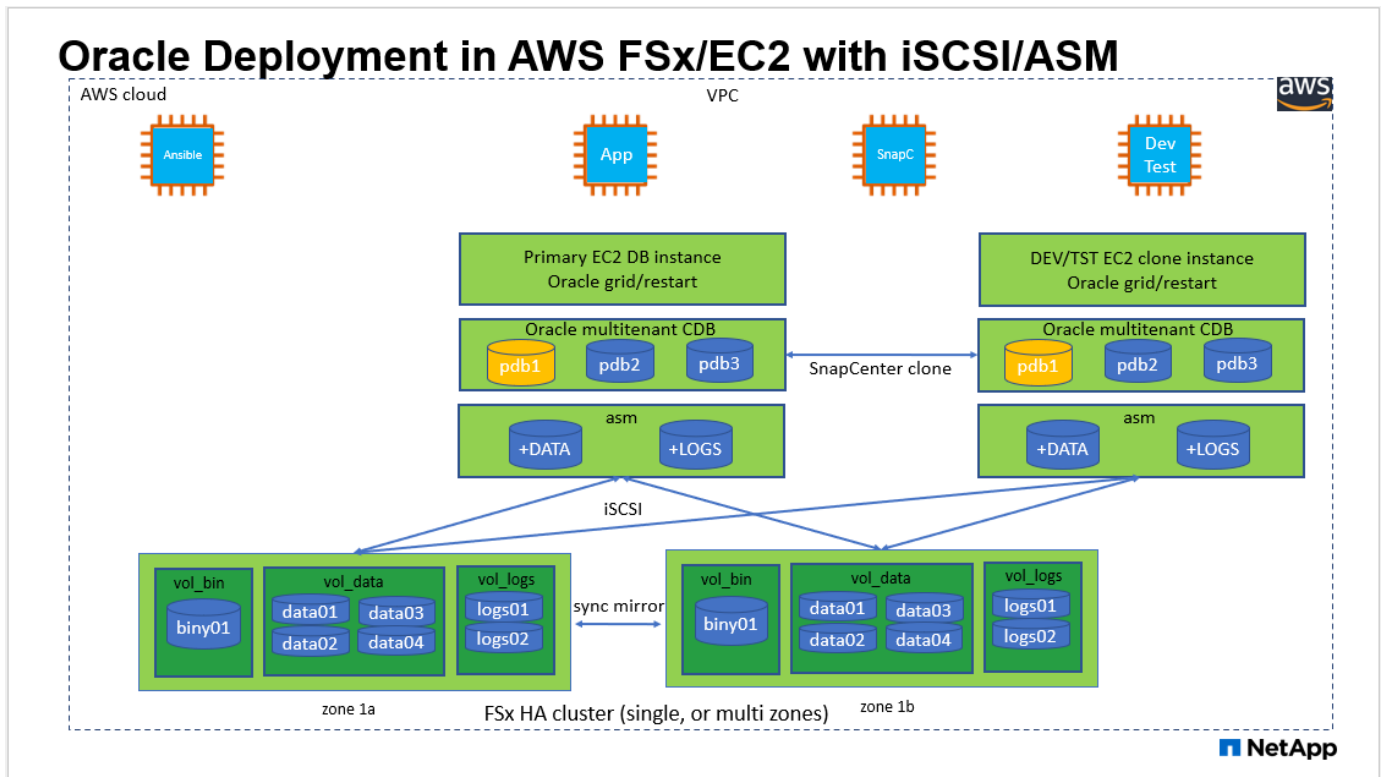 Oracle Deployment in AWS FSx/EC2 with iSCSI/ASM
AWS cloud
VPC
aws
Ansible
App
SnapC
Dev
Test
Primary EC2 DB instance
Oracle grid/restart
DEV/TST EC2 clone instance
Oracle grid/restart
Oracle multitenant CDB
pdb1
pdb2
pdb3
SnapCenter clone
Oracle multitenant CDB
pdb1
pdb2
pdb3
asm
+DATA
+LOGS
asm
+DATA
+LOGS
iSCSI
vol_bin
biny01
vol_data
data01
data03
data02
data04
vol_logs
logs01
logs02
sync mirror
vol_bin
biny01
vol_data
data01
data03
data02
data04
vol_logs
logs01
logs02
zone 1a
FSx HA cluster (single, or multi zones)
zone 1b
NetApp